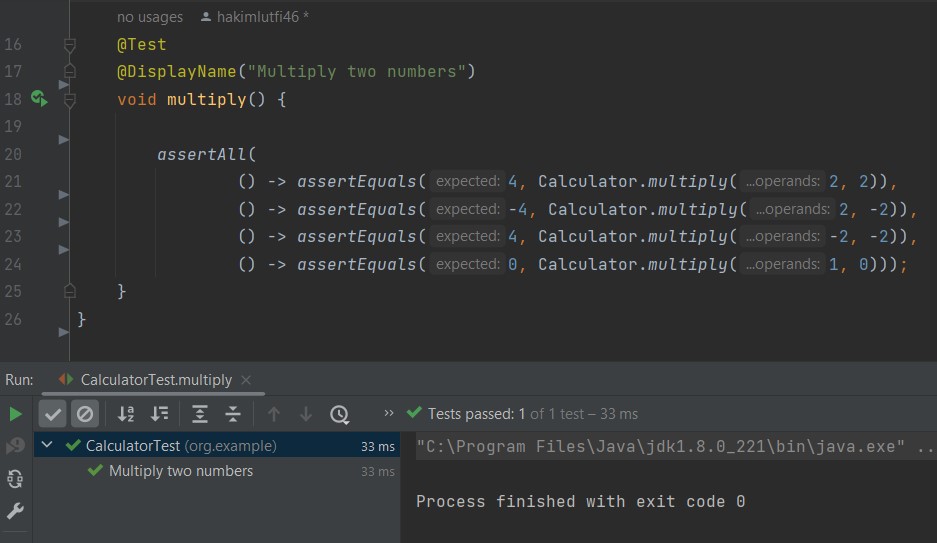 no usages hakimlutfi46 *
16 @Test
17 @DisplayName("Multiply two numbers")
18 void multiply() {
19
20 assertAll(
21 () -> assertEquals( expected: 4, Calculator.multiply( ...operands: 2, 2)),
22 () -> assertEquals( expected: -4, Calculator.multiply( ...operands: 2, -2)),
23 () -> assertEquals( expected: 4, Calculator.multiply( ...operands: -2, -2)),
24 () -> assertEquals( expected: 0, Calculator.multiply( ...operands: 1, 0)));
25 }
26 }
Run: CalculatorTest.multiply ×
» Tests passed: 1 of 1 test – 33 ms
CalculatorTest (org.example) 33 ms
Multiply two numbers 33 ms
"C:\Program Files\Java\jdk1.8.0_221\bin\java.exe" ..
Process finished with exit code 0